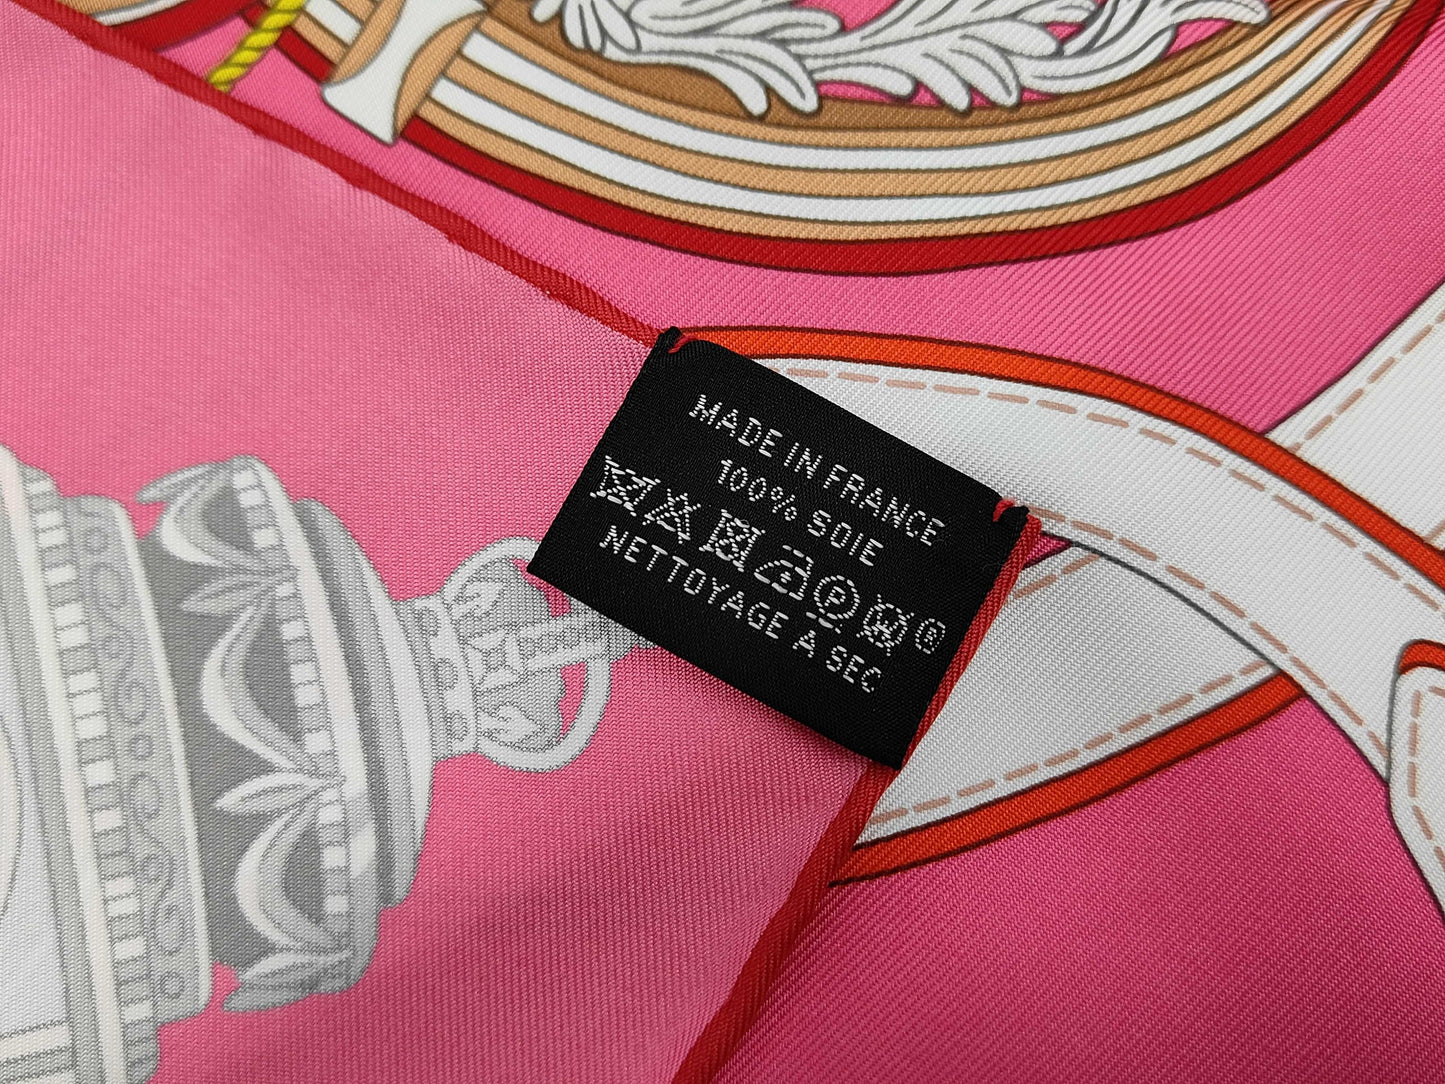 MADE IN FRANCE
100% SOIE
P W ®
NETTOYAGE A SEC